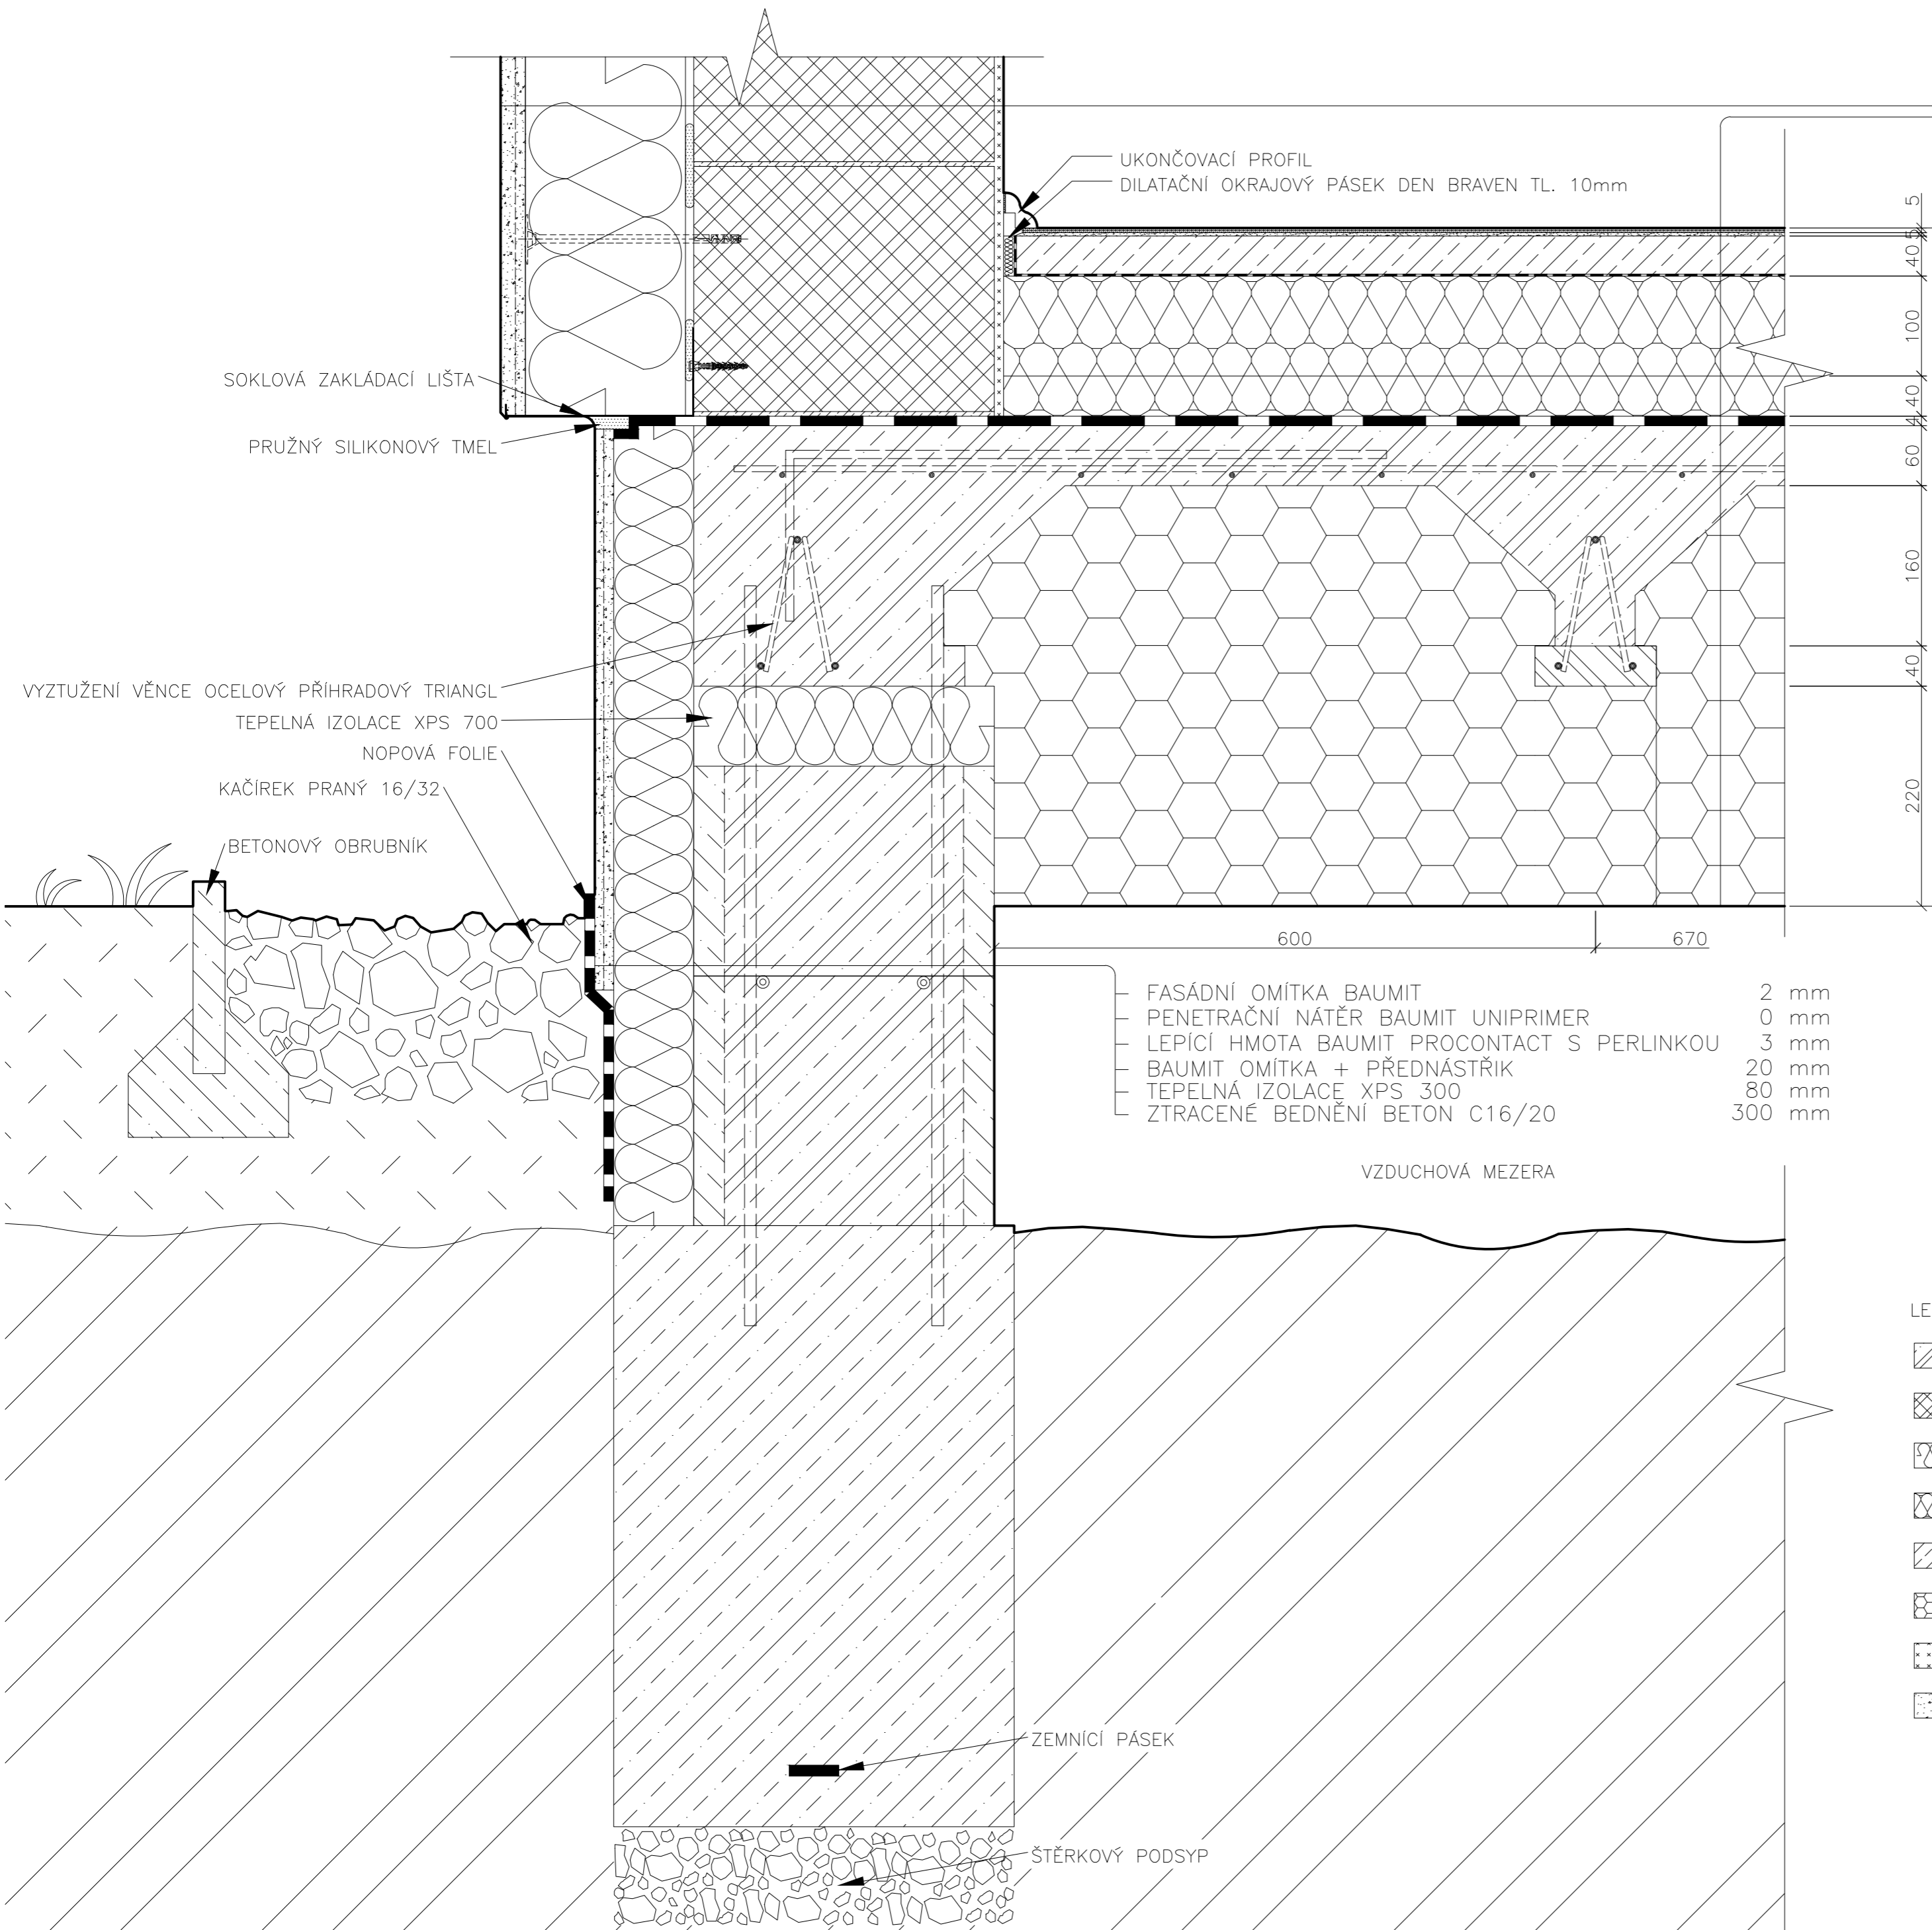 UKONČOVACÍ PROFIL
DILATAČNÍ OKRAJOVÝ PÁSEK DEN BRAVEN TL. 10mm
SOKLOVÁ ZAKLÁDACÍ LIŠTA
PRUŽNÝ SILIKONOVÝ TMEL
VYZTUŽENÍ VĚNCE OCELOVÝ PŘÍHRADOVÝ TRIANGL
TEPELNÁ IZOLACE XPS 700
NOPOVÁ FOLIE
KAČÍREK PRANÝ 16/32
BETONOVÝ OBRUBNÍK
5
5
40
100
40
4
60
160
40
220
600
670
FASÁDNÍ OMÍTKA BAUMIT 2 mm
PENETRAČNÍ NÁTĚR BAUMIT UNIPRIMER 0 mm
LEPÍCÍ HMOTA BAUMIT PROCONTACT S PERLINKOU 3 mm
BAUMIT OMÍTKA + PŘEDNÁSTŘIK 20 mm
TEPELNÁ IZOLACE XPS 300 80 mm
ZTRACENÉ BEDNĚNÍ BETON C16/20 300 mm
VZDUCHOVÁ MEZERA
LE
ZEMNÍCÍ PÁSEK
ŠTĚRKOVÝ PODSYP